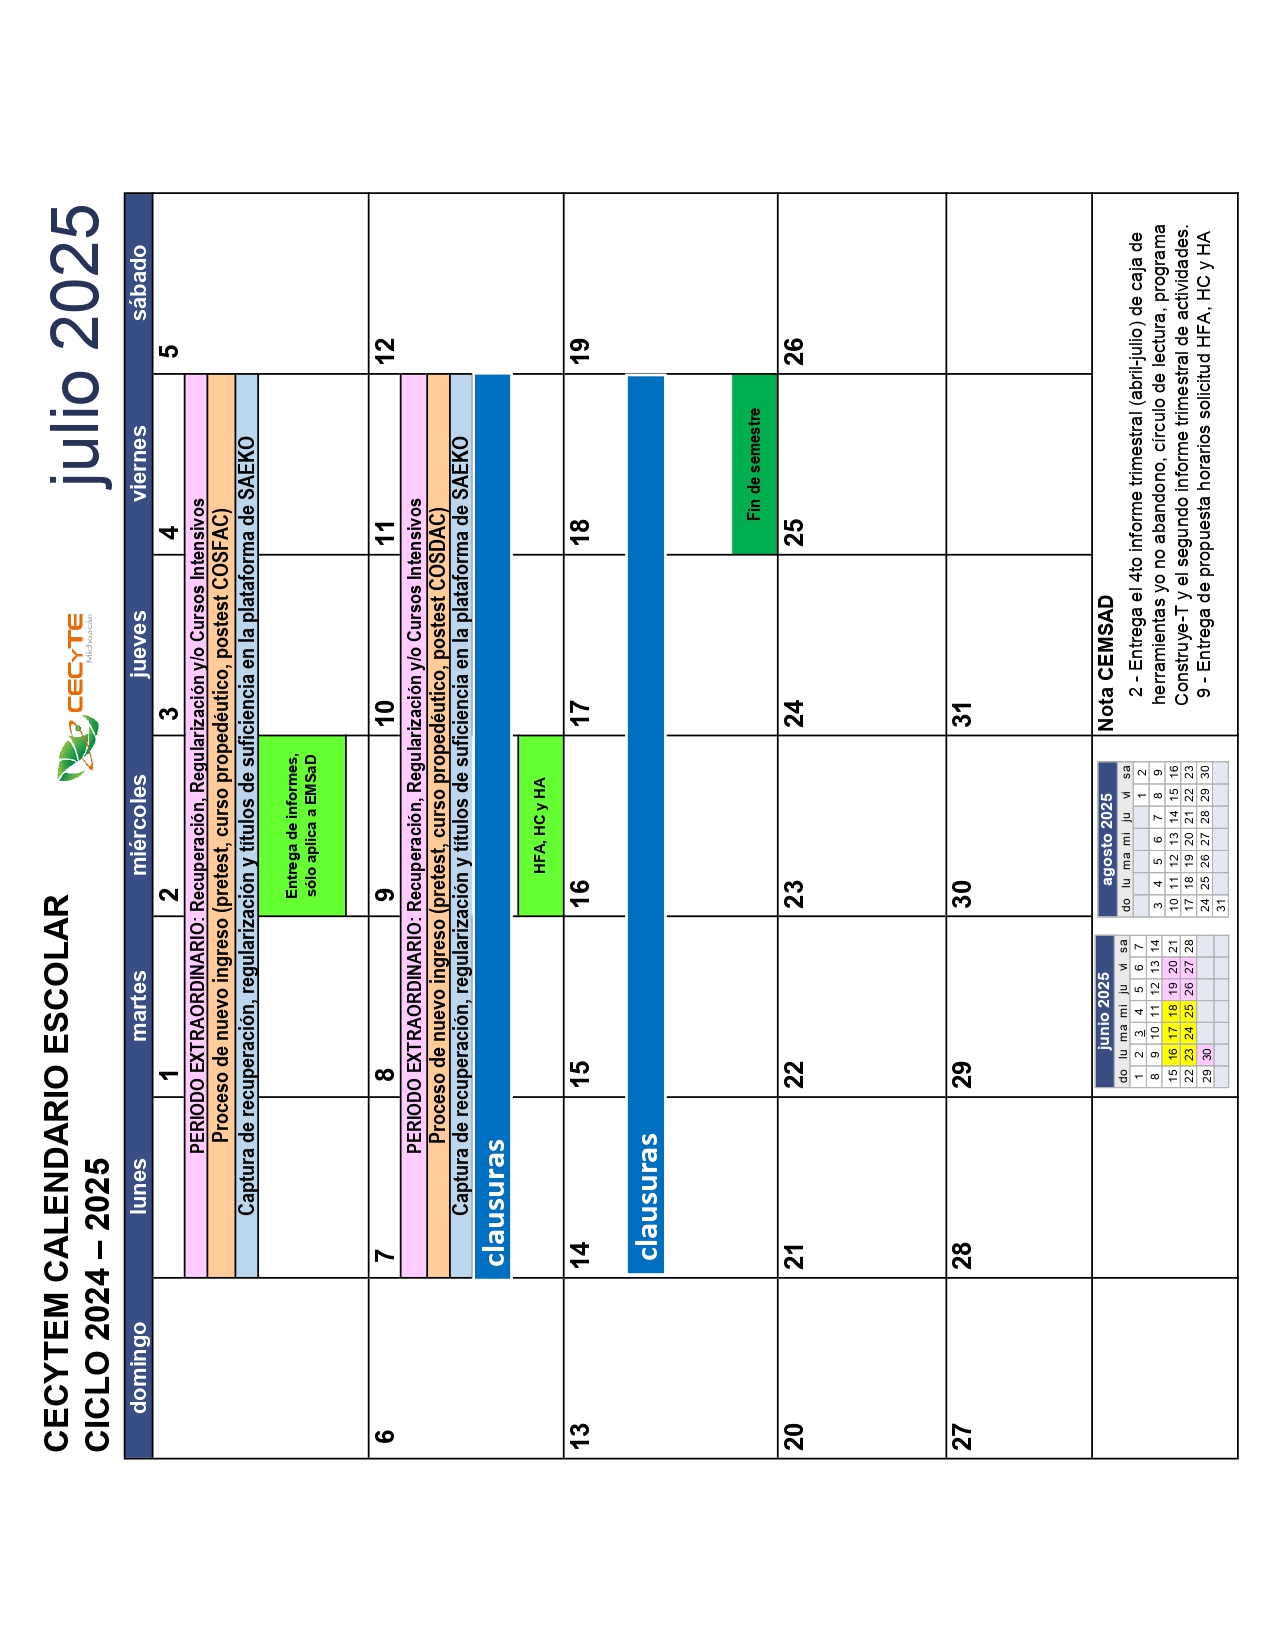 CECYTEM CALENDARIO ESCOLAR
CICLO 2024 – 2025
CECyTE
Michoacán
julio 2025
domingo lunes martes miércoles jueves viernes sábado
1 2 3 4 5
PERIODO EXTRAORDINARIO: Recuperación, Regularización y/o Cursos Intensivos
Proceso de nuevo ingreso (pretest, curso propedéutico, postest COSFAC)
Captura de recuperación, regularización y títulos de suficiencia en la plataforma de SAEKO
Entrega de informes,
sólo aplica a EMSaD
6 7 8 9 10 11 12
PERIODO EXTRAORDINARIO: Recuperación, Regularización y/o Cursos Intensivos
Proceso de nuevo ingreso (pretest, curso propedéutico, postest COSDAC)
Captura de recuperación, regularización y títulos de suficiencia en la plataforma de SAEKO
clausuras
HFA, HC y HA
13 14 15 16 17 18 19
clausuras
Fin de semestre
20 21 22 23 24 25 26
27 28 29 30 31
junio 2025
do lu ma mi ju vi sa
1 2 3 4 5 6 7
8 9 10 11 12 13 14
15 16 17 18 19 20 21
22 23 24 25 26 27 28
29 30
agosto 2025
do lu ma mi ju vi sa
1 2
3 4 5 6 7 8 9
10 11 12 13 14 15 16
17 18 19 20 21 22 23
24 25 26 27 28 29 30
31
Nota CEMSAD
2 - Entrega el 4to informe trimestral (abril-julio) de caja de
herramientas yo no abandono, círculo de lectura, programa
Construye-T y el segundo informe trimestral de actividades.
9 - Entrega de propuesta horarios solicitud HFA, HC y HA